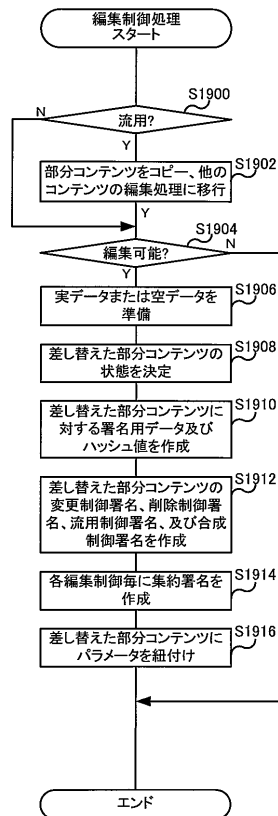 編集制御処理
スタート
S1900
N
流用?
Y
S1902
部分コンテンツをコピー、他の
コンテンツの編集処理に移行
Y
S1904
N
編集可能?
Y
S1906
実データまたは空データを
準備
S1908
差し替えた部分コンテンツの
状態を決定
S1910
差し替えた部分コンテンツに
対する署名用データ及び
ハッシュ値を作成
S1912
差し替えた部分コンテンツの
変更制御署名、削除制御署
名、流用制御署名、及び合成
制御署名を作成
S1914
各編集制御毎に集約署名を
作成
S1916
差し替えた部分コンテンツに
パラメータを紐付け
エンド